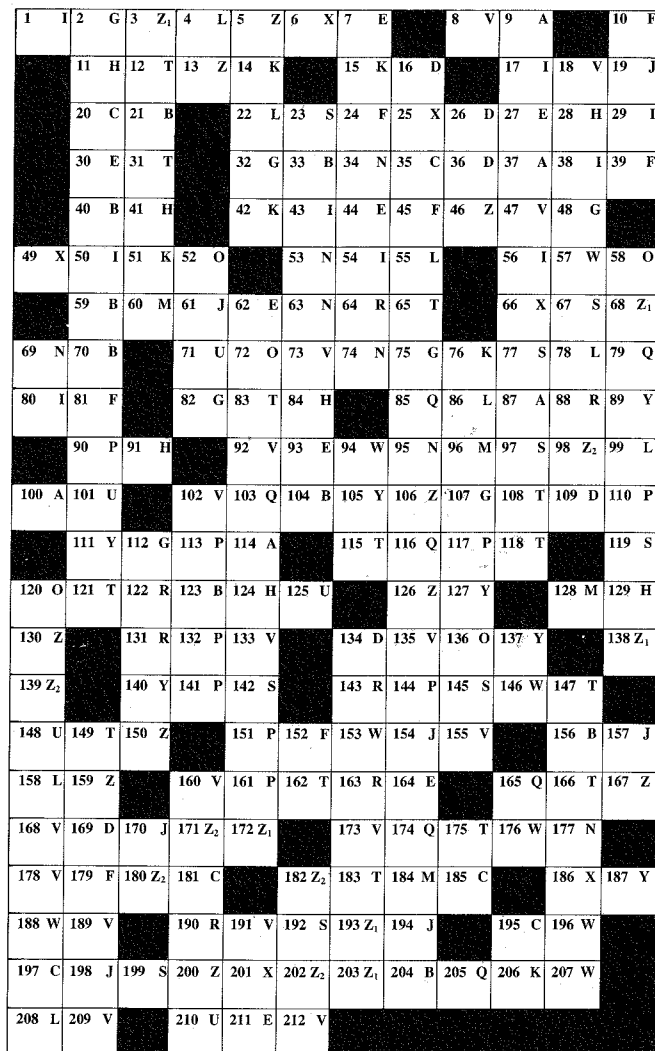 1 I 2 G 3 Z₁ 4 L 5 Z 6 X 7 E 8 V 9 A 10 F
11 H 12 T 13 Z 14 K 15 K 16 D 17 I 18 V 19 J
20 C 21 B 22 L 23 S 24 F 25 X 26 D 27 E 28 H 29 I
30 E 31 T 32 G 33 B 34 N 35 C 36 D 37 A 38 I 39 F
40 B 41 H 42 K 43 I 44 E 45 F 46 Z 47 V 48 G
49 X 50 I 51 K 52 O 53 N 54 I 55 L 56 I 57 W 58 O
59 B 60 M 61 J 62 E 63 N 64 R 65 T 66 X 67 S 68 Z₁
69 N 70 B 71 U 72 O 73 V 74 N 75 G 76 K 77 S 78 L 79 Q
80 I 81 F 82 G 83 T 84 H 85 Q 86 L 87 A 88 R 89 Y
90 P 91 H 92 V 93 E 94 W 95 N 96 M 97 S 98 Z₂ 99 L
100 A 101 U 102 V 103 Q 104 B 105 Y 106 Z 107 G 108 T 109 D 110 P
111 Y 112 G 113 P 114 A 115 T 116 Q 117 P 118 T 119 S
120 O 121 T 122 R 123 B 124 H 125 U 126 Z 127 Y 128 M 129 H
130 Z 131 R 132 P 133 V 134 D 135 V 136 O 137 Y 138 Z₁
139 Z₂ 140 Y 141 P 142 S 143 R 144 P 145 S 146 W 147 T
148 U 149 T 150 Z 151 P 152 F 153 W 154 J 155 V 156 B 157 J
158 L 159 Z 160 V 161 P 162 T 163 R 164 E 165 Q 166 T 167 Z
168 V 169 D 170 J 171 Z₂ 172 Z₁ 173 V 174 Q 175 T 176 W 177 N
178 V 179 F 180 Z₂ 181 C 182 Z₂ 183 T 184 M 185 C 186 X 187 Y
188 W 189 V 190 R 191 V 192 S 193 Z₁ 194 J 195 C 196 W
197 C 198 J 199 S 200 Z 201 X 202 Z₂ 203 Z₁ 204 B 205 Q 206 K 207 W
208 L 209 V 210 U 211 E 212 V